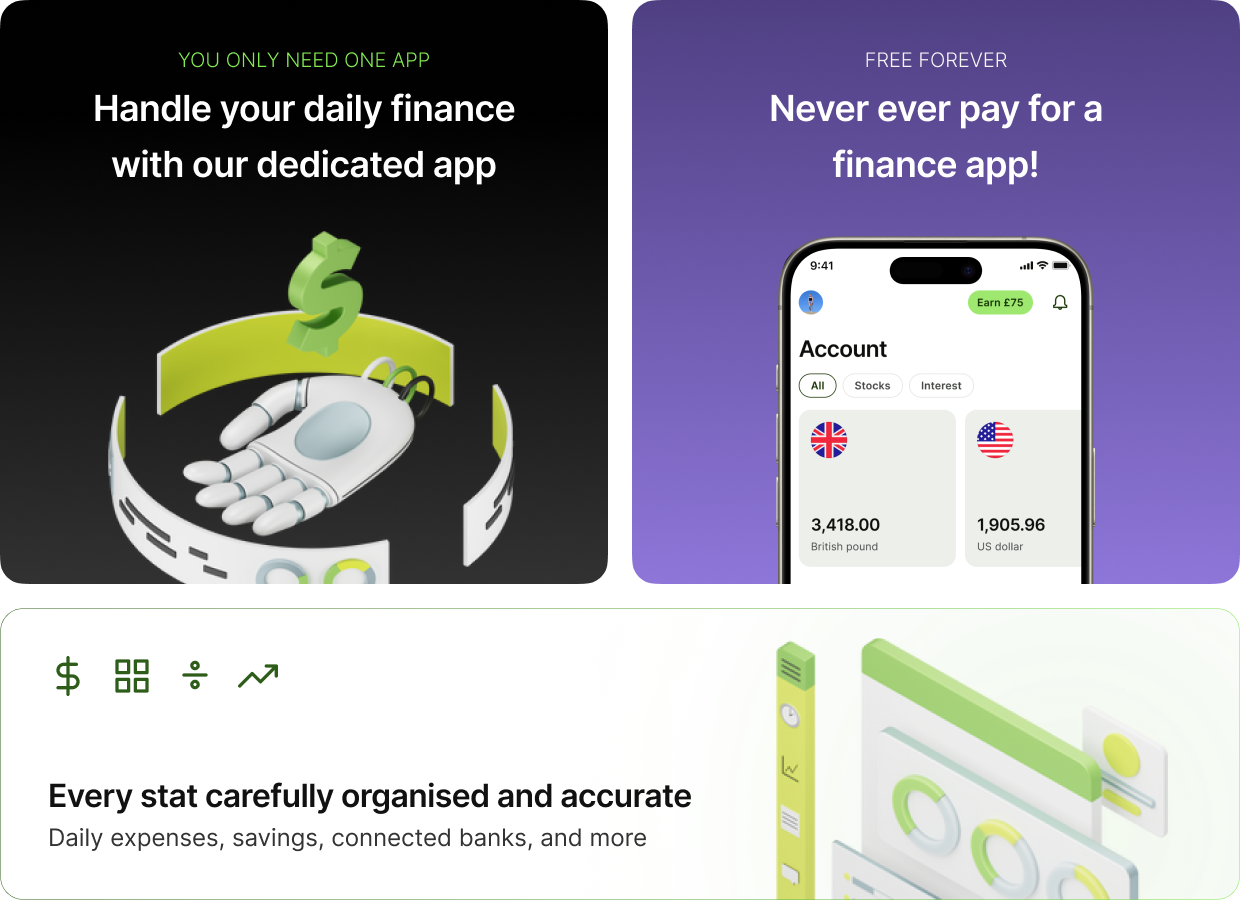 YOU ONLY NEED ONE APP
Handle your daily finance
with our dedicated app
FREE FOREVER
Never ever pay for a
finance app!
9:41
Earn £75
Account
All Stocks Interest
3,418.00 1,905.96
British pound US dollar
Every stat carefully organised and accurate
Daily expenses, savings, connected banks, and more